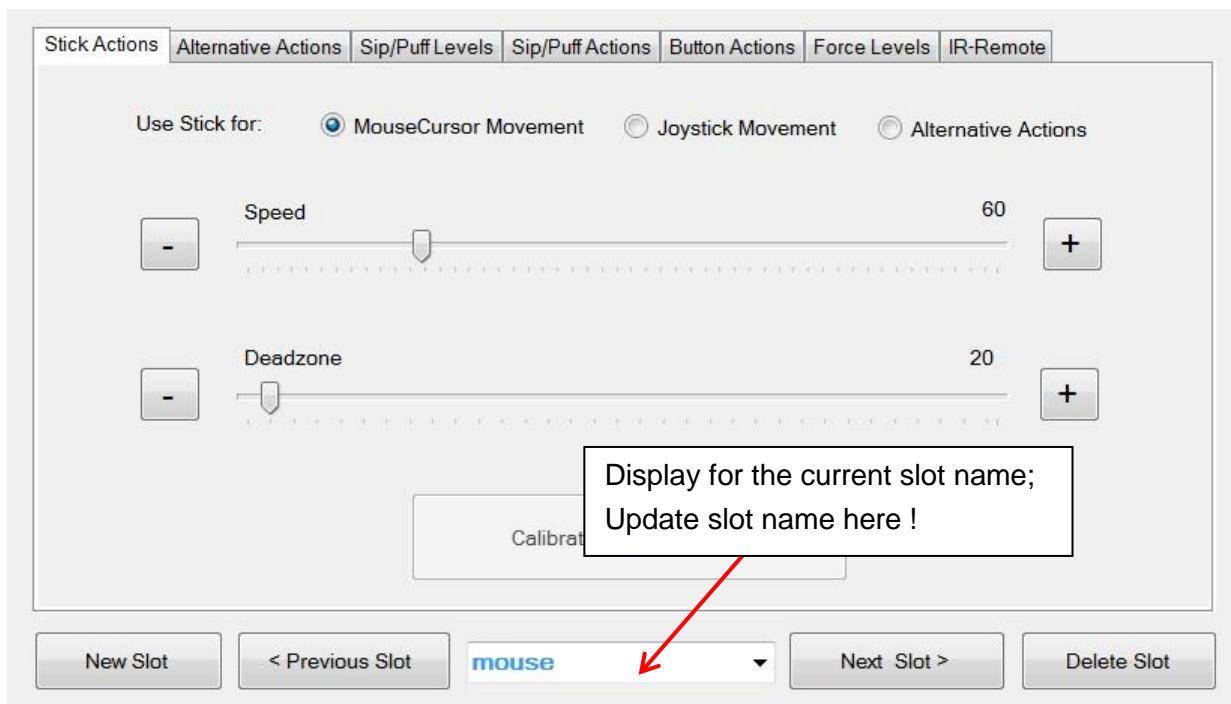 Stick Actions Alternative Actions Sip/Puff Levels Sip/Puff Actions Button Actions Force Levels IR-Remote
Use Stick for: MouseCursor Movement Joystick Movement Alternative Actions
Speed 60
- +
Deadzone 20
- +
Display for the current slot name;
Update slot name here !
Calibrat
New Slot < Previous Slot mouse Next Slot > Delete Slot